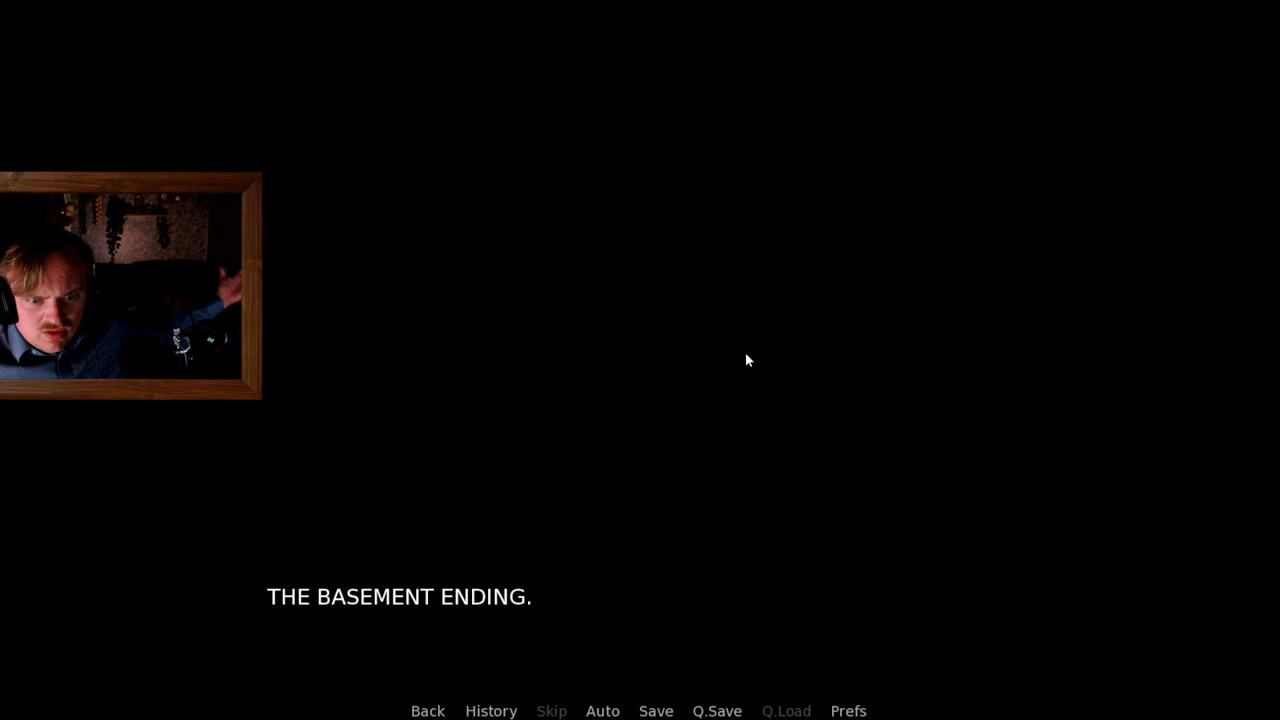 THE BASEMENT ENDING.
Back History Skip Auto Save Q.Save Q.Load Prefs